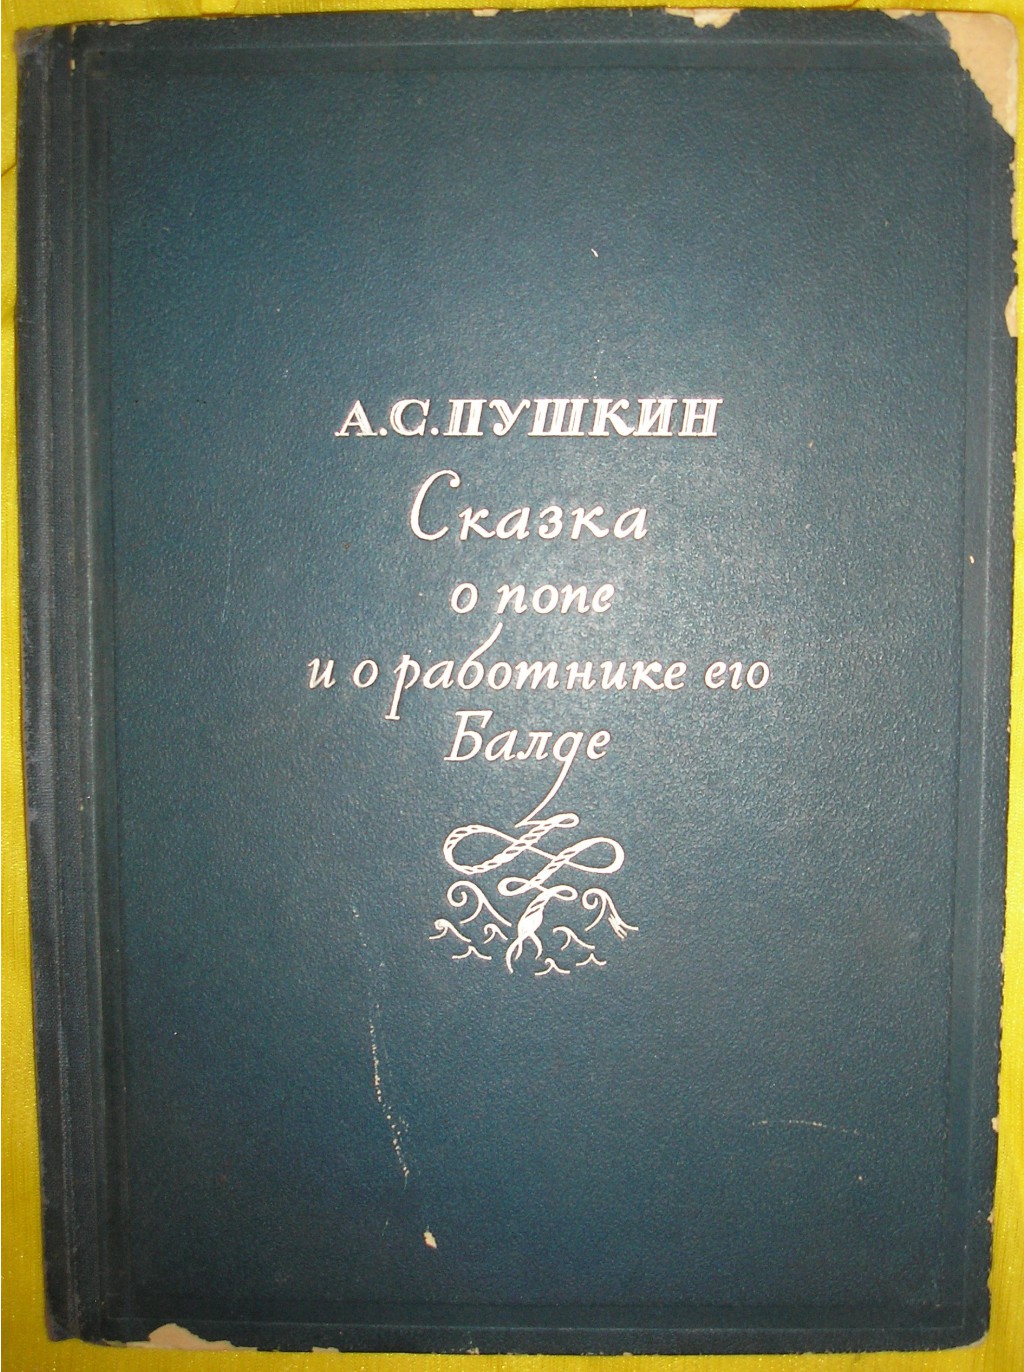 А.С.ПУШКИН
Сказка
о попе
и о работнике его
Балде